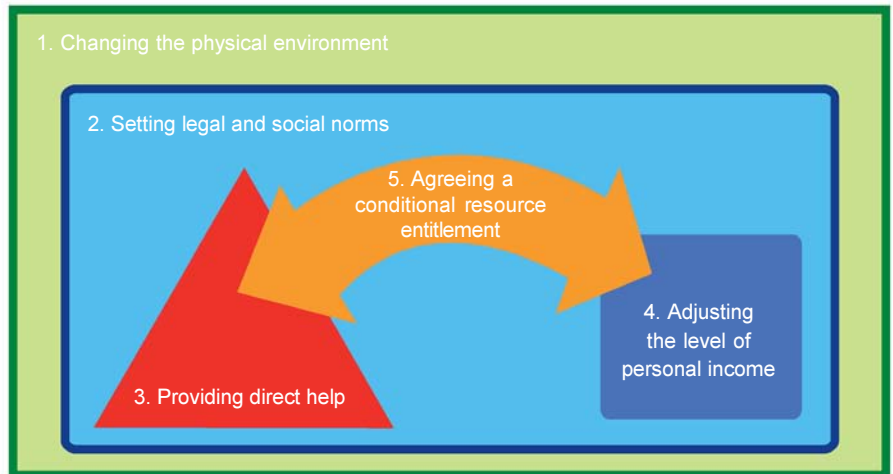 1. Changing the physical environment
2. Setting legal and social norms
5. Agreeing a
conditional resource
entitlement
4. Adjusting
the level of
personal income
3. Providing direct help